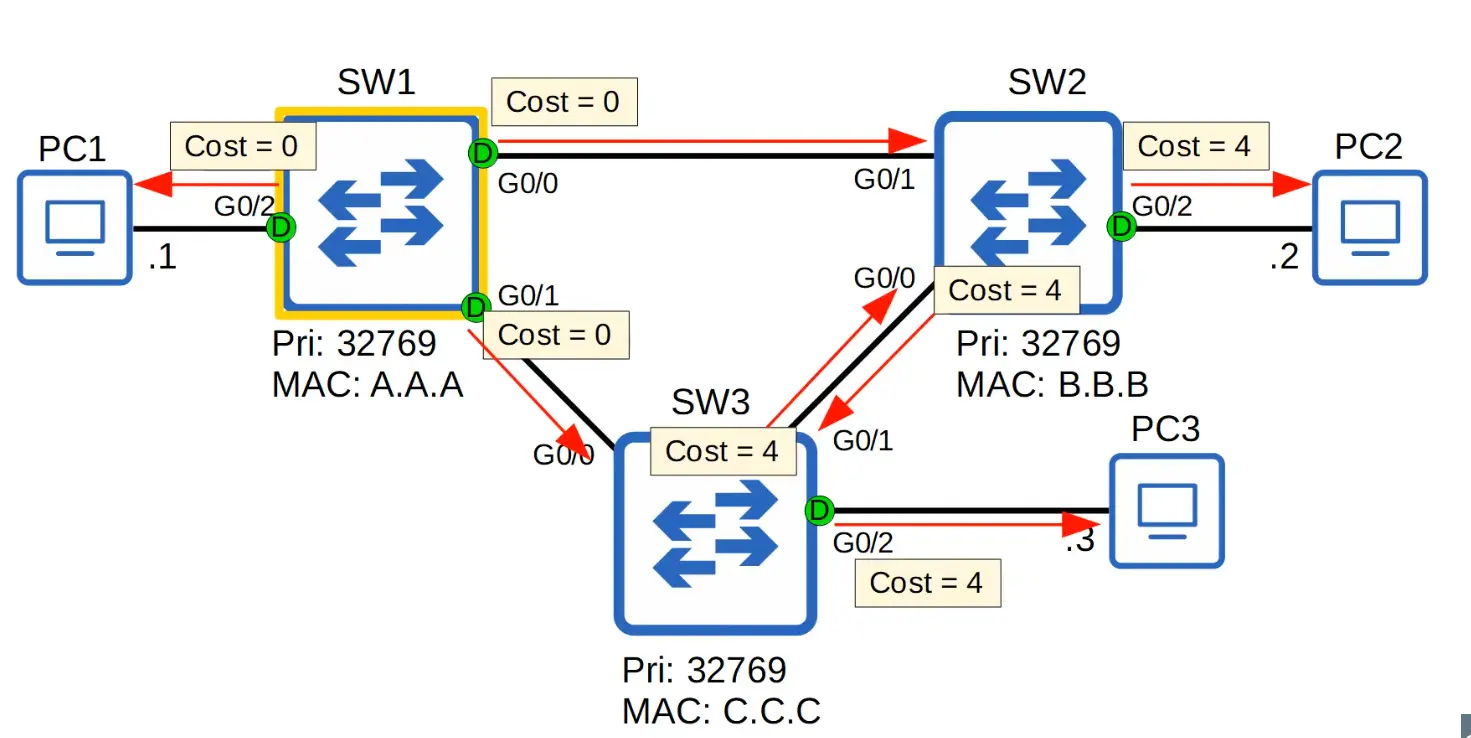 SW1
SW2
Cost = 0
PC1
Cost = 0
Cost = 4
PC2
D
G0/0
G0/1
G0/2
D
G0/2
D
.1
.2
G0/1
D
G0/0
Cost = 4
Cost = 0
Pri: 32769
MAC: A.A.A
Pri: 32769
MAC: B.B.B
SW3
PC3
G0/0
Cost = 4
G0/1
D
G0/2
.3
Cost = 4
Pri: 32769
MAC: C.C.C